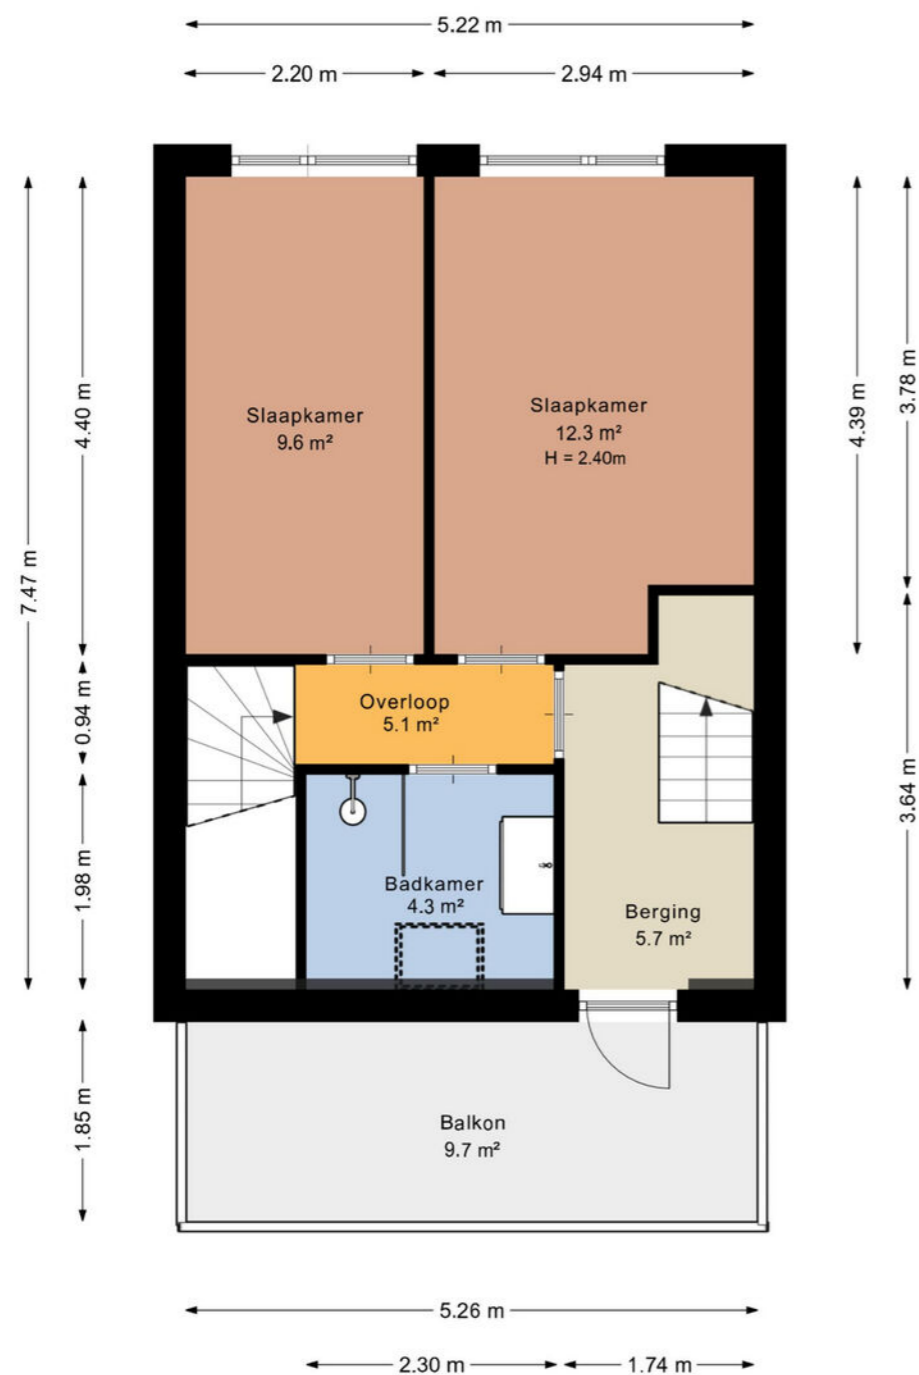 5.22 m
2.20 m
2.94 m
Slaapkamer
9.6 m²
Slaapkamer
12.3 m²
H = 2.40m
4.40 m
4.39 m
3.78 m
7.47 m
Overloop
5.1 m²
0.94 m
3.64 m
1.98 m
Badkamer
4.3 m²
Berging
5.7 m²
1.85 m
Balkon
9.7 m²
5.26 m
2.30 m
1.74 m